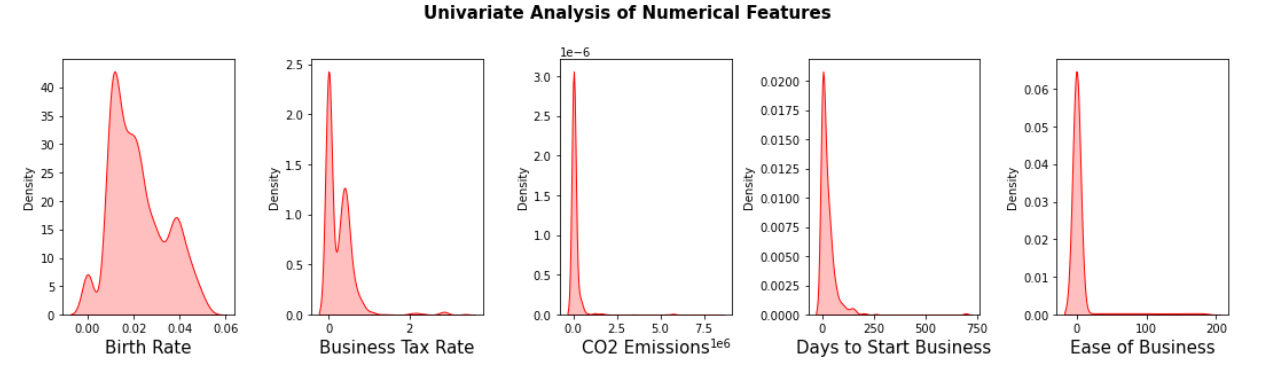 Univariate Analysis of Numerical Features
Density
40
35
30
25
20
15
10
5
0
0.00 0.02 0.04 0.06
Birth Rate
Density
2.5
2.0
1.5
1.0
0.5
0.0
0 2
Business Tax Rate
1e−6
Density
3.0
2.5
2.0
1.5
1.0
0.5
0.0
0.0 2.5 5.0 7.5
CO2 Emissions 1e6
Density
0.0200
0.0175
0.0150
0.0125
0.0100
0.0075
0.0050
0.0025
0.0000
0 250 500 750
Days to Start Business
Density
0.06
0.05
0.04
0.03
0.02
0.01
0.00
0 100 200
Ease of Business